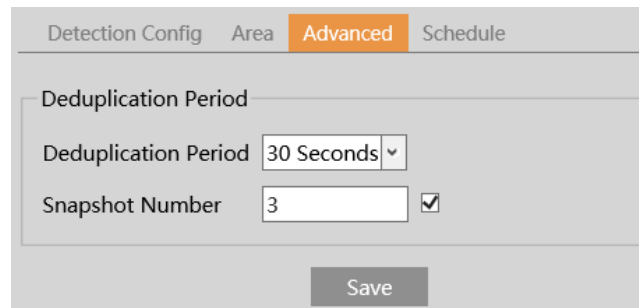 Detection Config Area Advanced Schedule
Deduplication Period
Deduplication Period 30 Seconds
Snapshot Number 3
Save